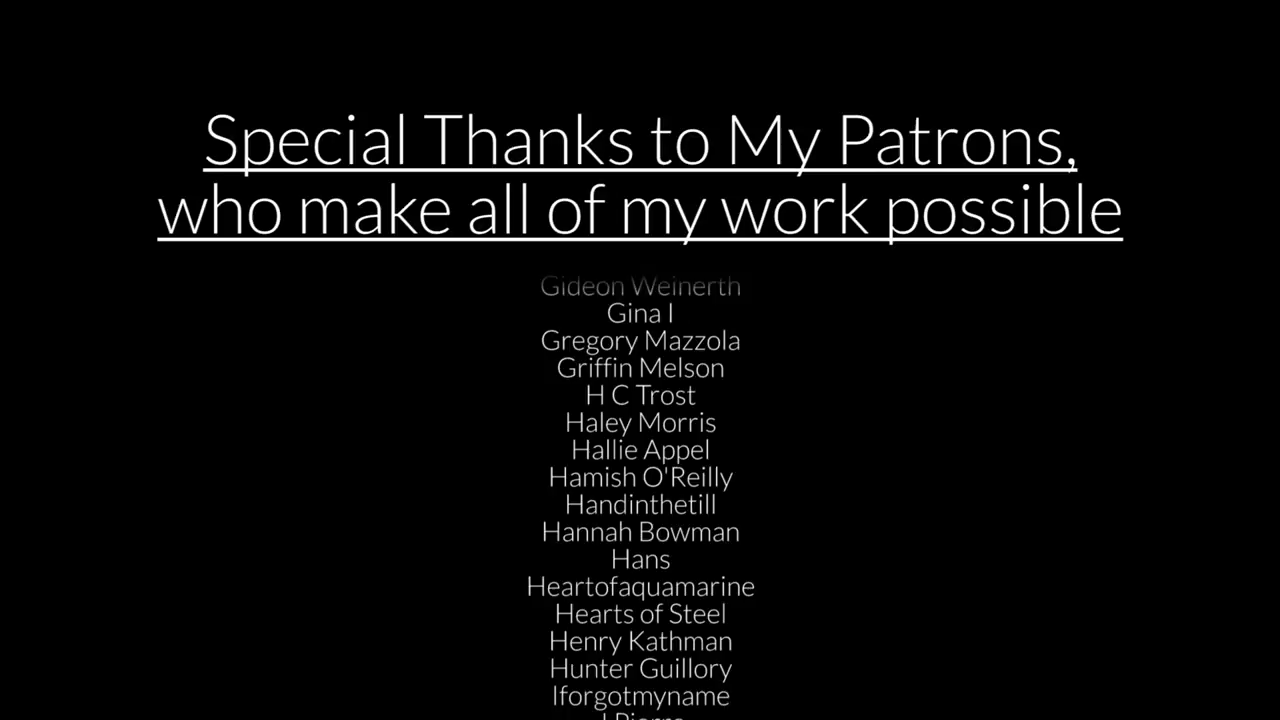 Special Thanks to My Patrons,
who make all of my work possible
Gideon Weinerth
Gina I
Gregory Mazzola
Griffin Melson
H C Trost
Haley Morris
Hallie Appel
Hamish O'Reilly
Handinthetill
Hannah Bowman
Hans
Heartofaquamarine
Hearts of Steel
Henry Kathman
Hunter Guillory
Iforgotmyname